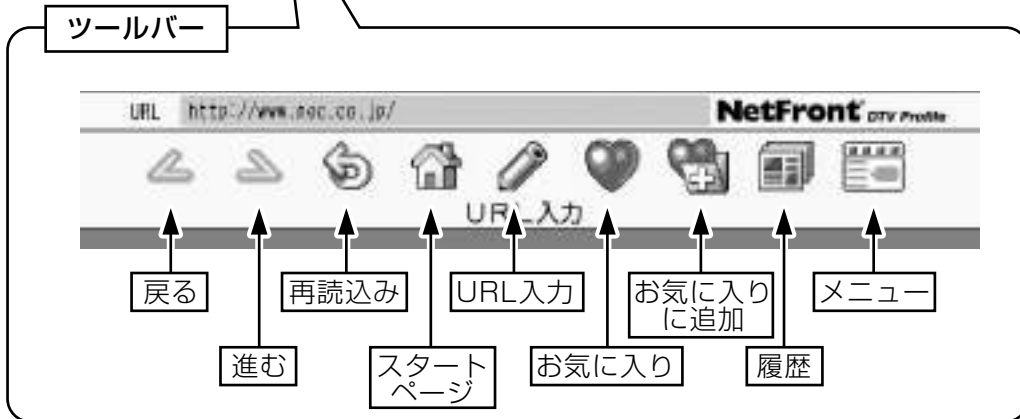 ツールバー
URL http://www.nec.co.jp/ NetFront DTV Profile
URL入力
戻る
再読込み
URL入力
お気に入り
に追加
メニュー
進む
スタート
ページ
お気に入り
履歴